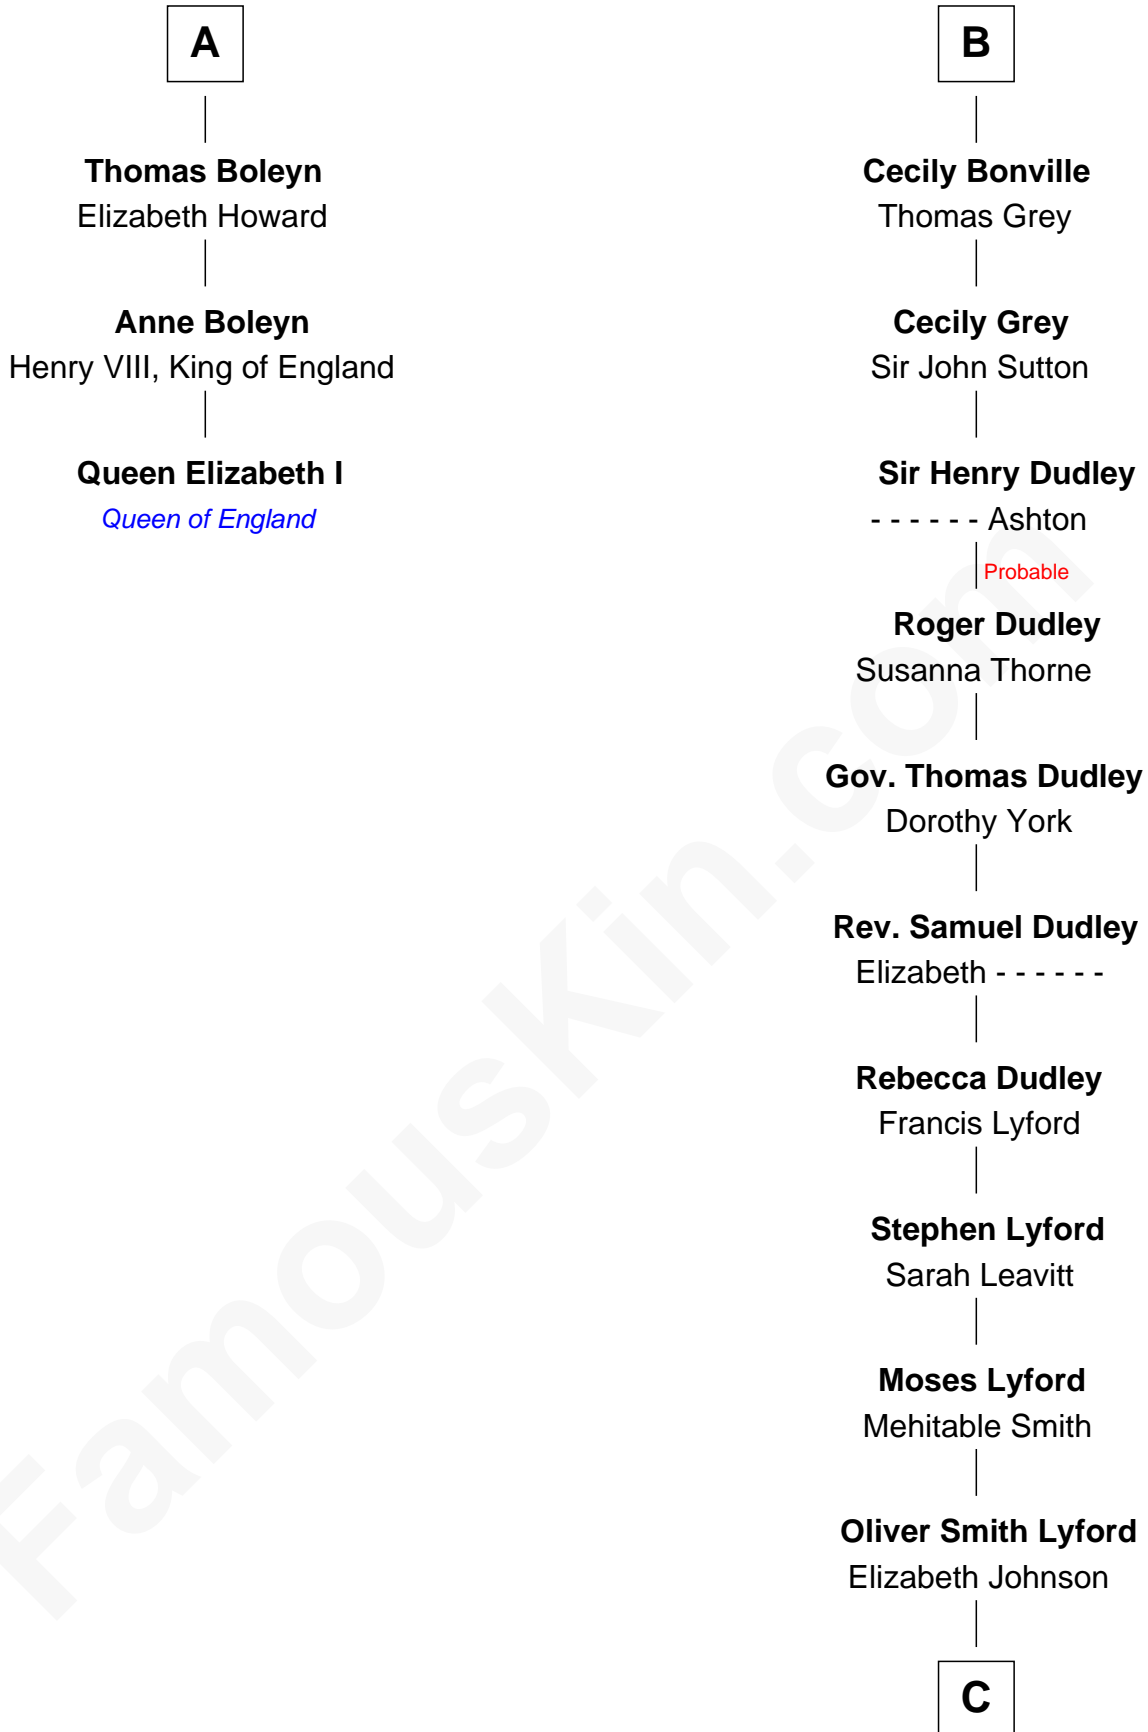 A
Thomas Boleyn
Elizabeth Howard
Anne Boleyn
Henry VIII, King of England
Queen Elizabeth I
Queen of England
B
Cecily Bonville
Thomas Grey
Cecily Grey
Sir John Sutton
Sir Henry Dudley
- - - - - - Ashton
Probable
Roger Dudley
Susanna Thorne
Gov. Thomas Dudley
Dorothy York
Rev. Samuel Dudley
Elizabeth - - - - - -
Rebecca Dudley
Francis Lyford
Stephen Lyford
Sarah Leavitt
Moses Lyford
Mehitable Smith
Oliver Smith Lyford
Elizabeth Johnson
C
FamousKin.com